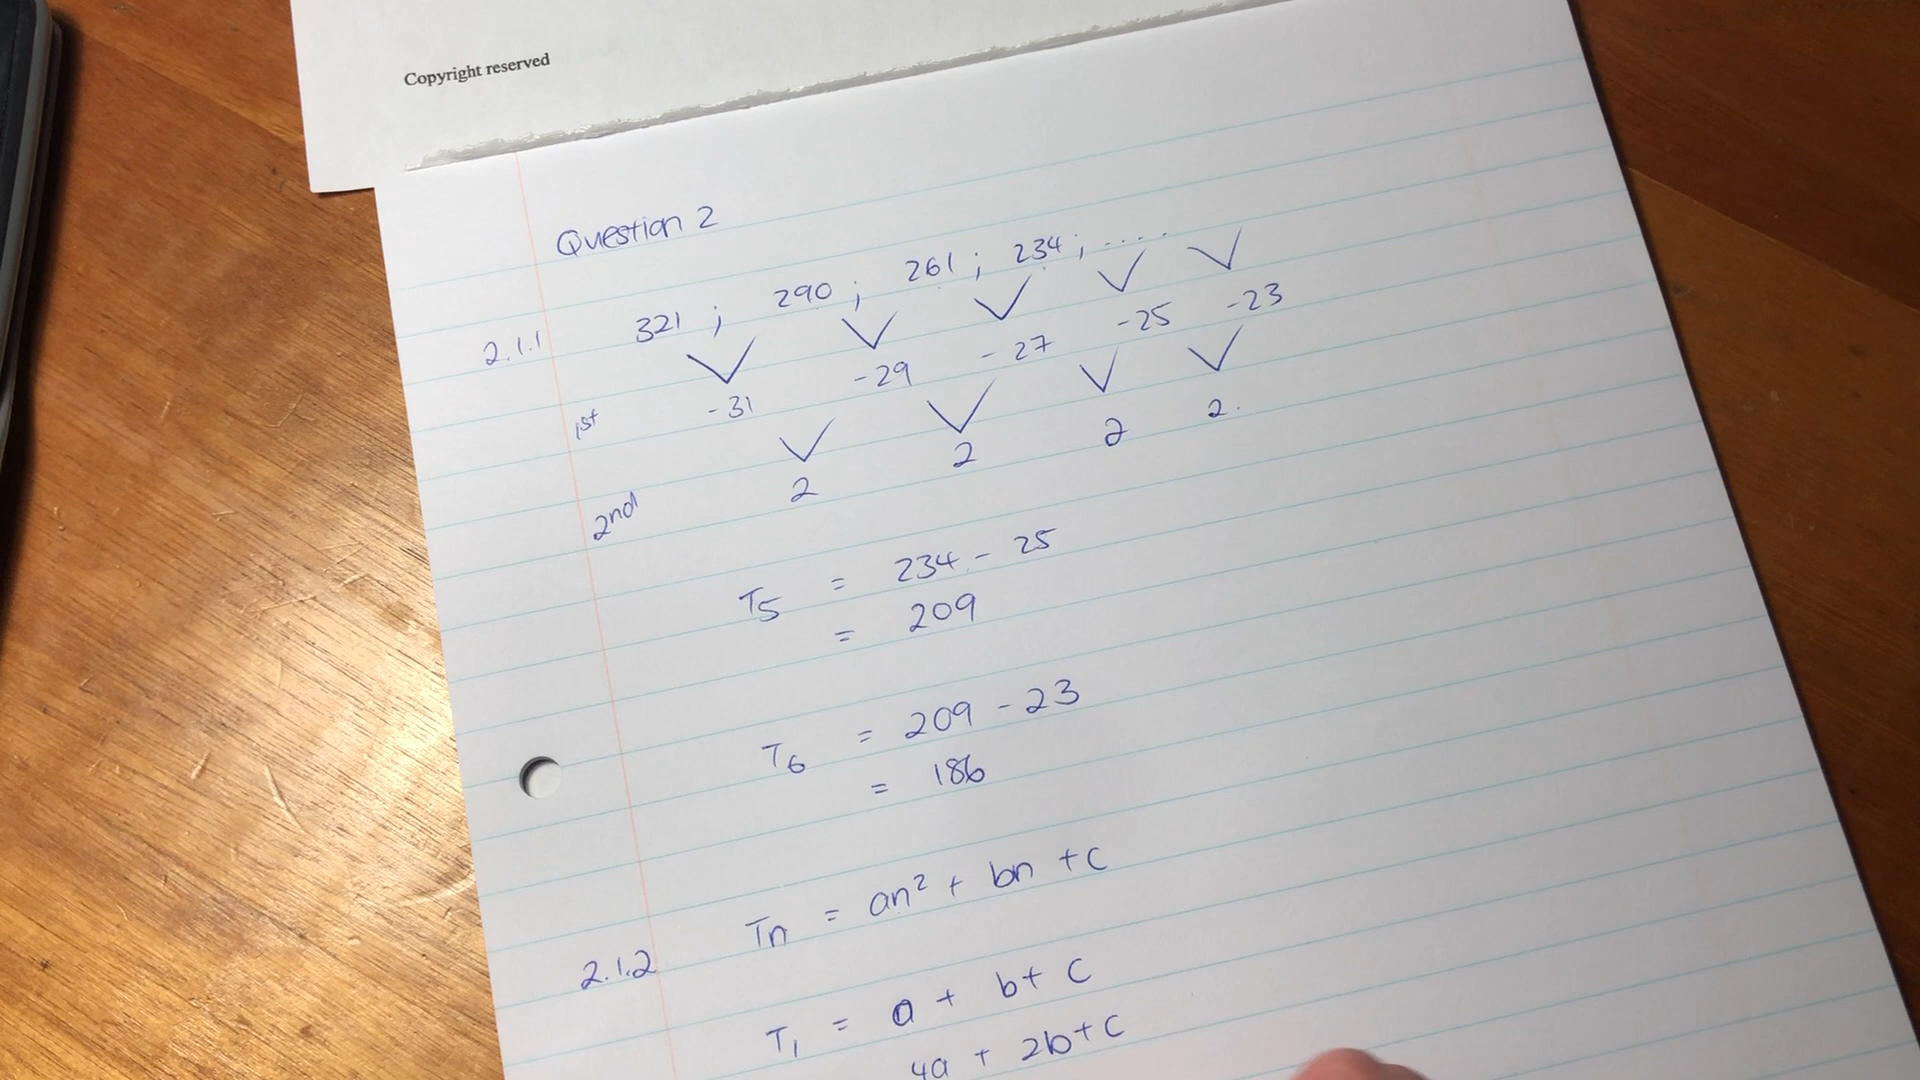 Copyright reserved
Question 2
2.1.1 321 ; 290 ; 261 ; 234 ; ....
1st -31 -29 -27 -25 -23
2nd 2 2 2 2.
T5 = 234 - 25
= 209
T6 = 209 - 23
= 186
2.1.2 Tn = an² + bn + c
T1 = a + b + c
4a + 2b + c